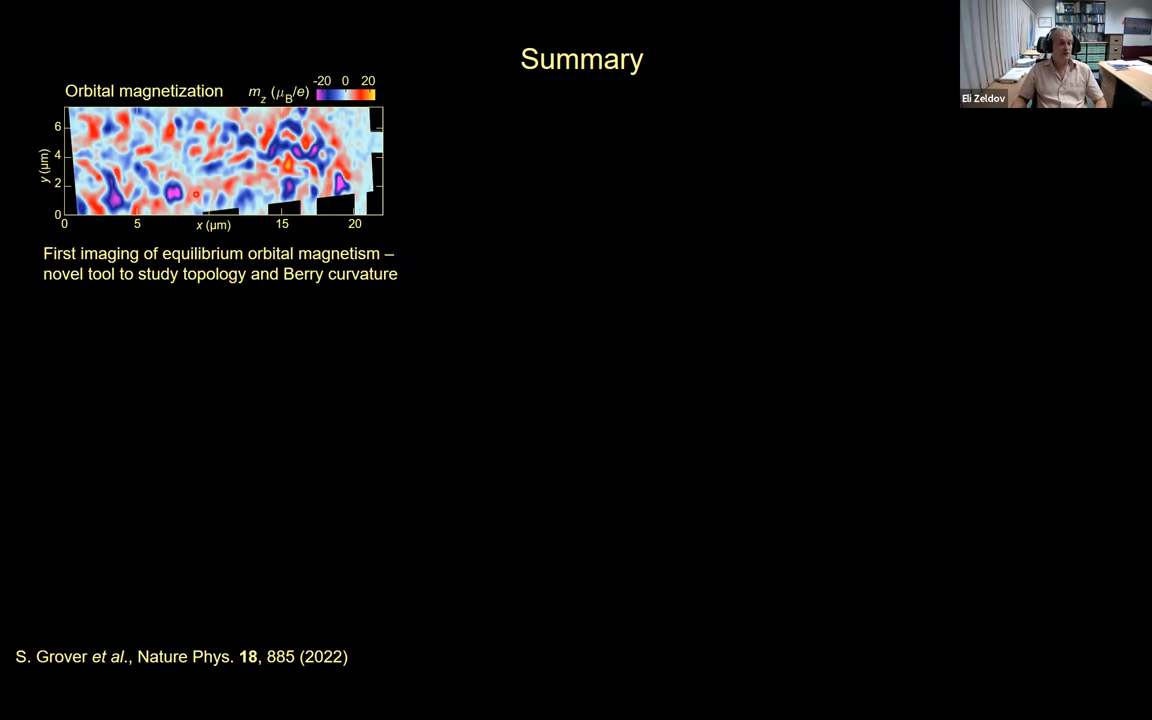 Summary
Eli Zeldov
Orbital magnetization
m_z (μ_B/e)
-20 0 20
6
4
2
0
y (μm)
0 5 15 20
x (μm)
First imaging of equilibrium orbital magnetism –
novel tool to study topology and Berry curvature
S. Grover et al., Nature Phys. 18, 885 (2022)